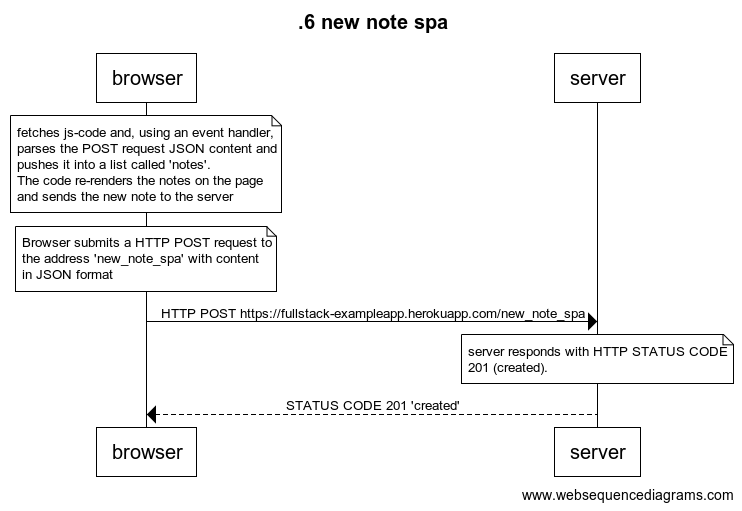 .6 new note spa
browser
server
fetches js-code and, using an event handler,
parses the POST request JSON content and
pushes it into a list called 'notes'.
The code re-renders the notes on the page
and sends the new note to the server
Browser submits a HTTP POST request to
the address 'new_note_spa' with content
in JSON format
HTTP POST https://fullstack-exampleapp.herokuapp.com/new_note_spa
server responds with HTTP STATUS CODE
201 (created).
STATUS CODE 201 'created'
browser
server
www.websequencediagrams.com